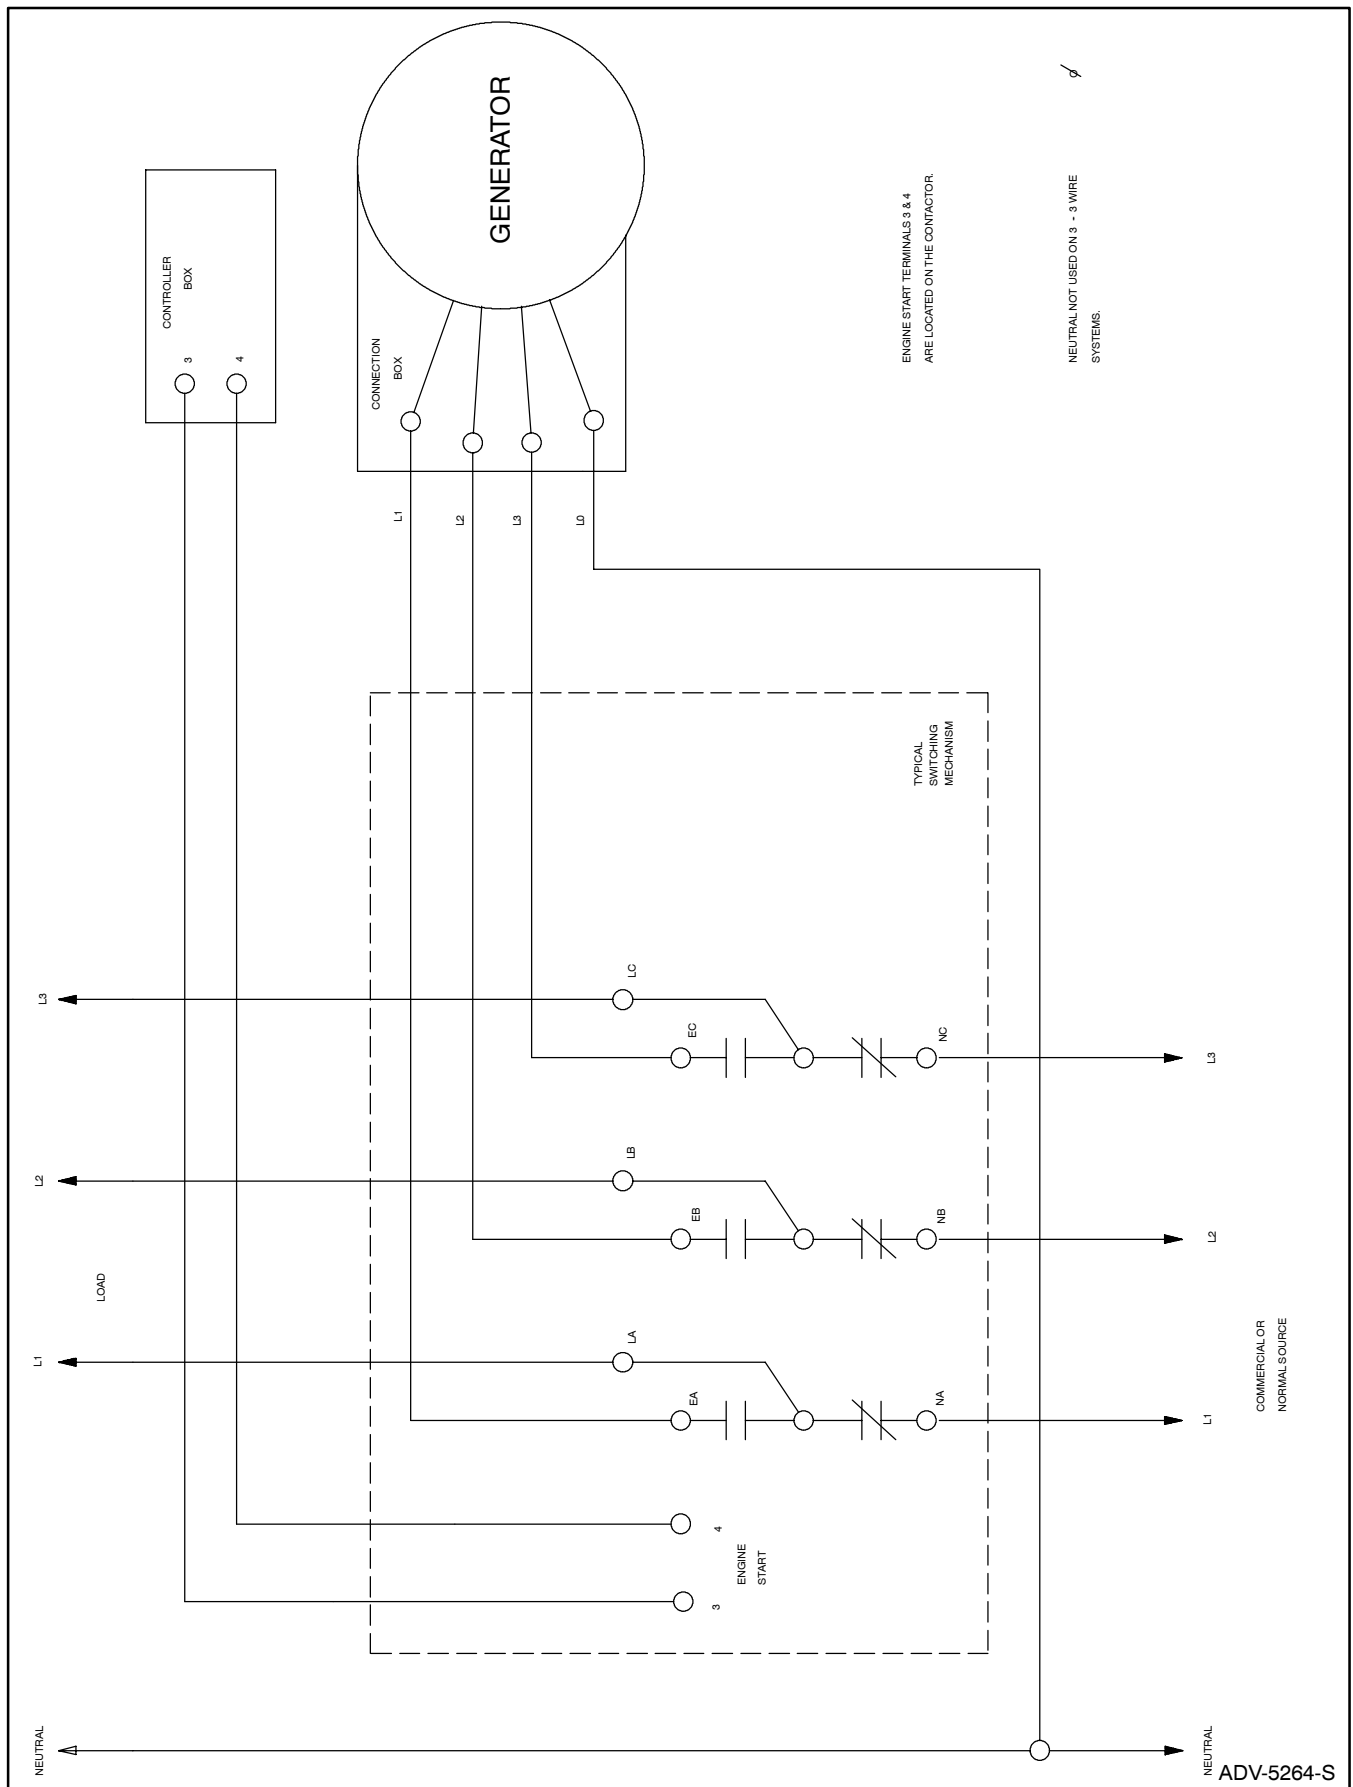 GENERATOR
CONTROLLER
BOX
3
4
CONNECTION
BOX
L1
L2
L3
L0
ENGINE START TERMINALS 3 & 4
ARE LOCATED ON THE CONTACTOR.
NEUTRAL NOT USED ON 3 - 3 WIRE
SYSTEMS.
TYPICAL
SWITCHING
MECHANISM
L3
LC
EC
NC
L3
L2
LB
EB
NB
L2
LOAD
L1
LA
EA
NA
L1
COMMERCIAL OR
NORMAL SOURCE
4
ENGINE
START
3
NEUTRAL
NEUTRAL
ADV-5264-S